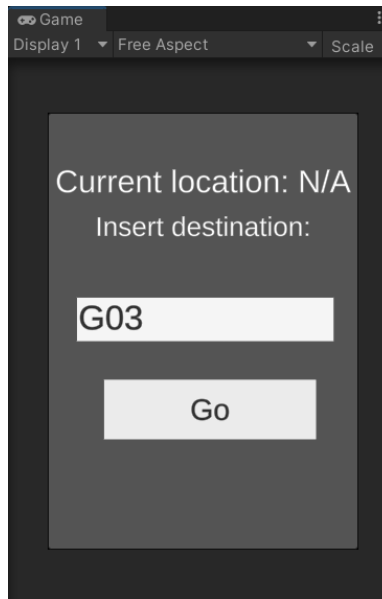 Game
Display 1 Free Aspect Scale
Current location: N/A
Insert destination:
G03
Go